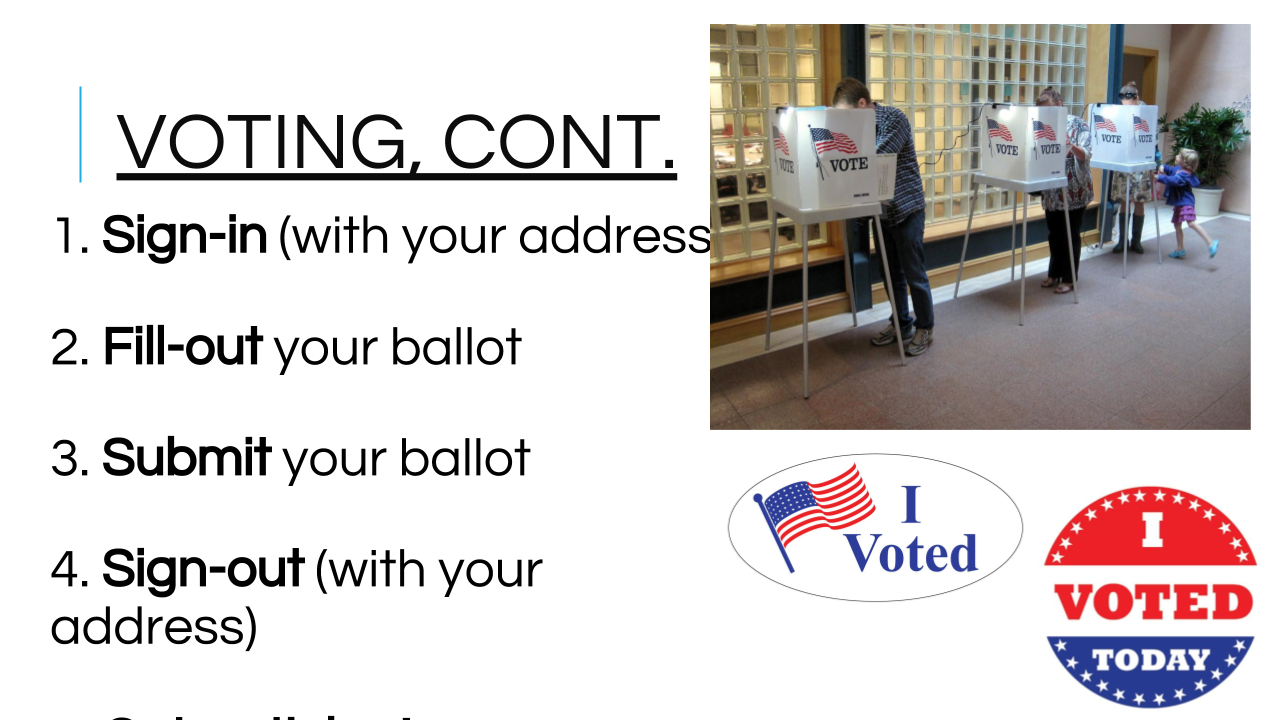 VOTING, CONT.
1. Sign-in (with your address
2. Fill-out your ballot
3. Submit your ballot
4. Sign-out (with your
address)
VOTE
VOTE
VOTE
VOTE
VOTE
VOTE
I
Voted
I
VOTED
TODAY